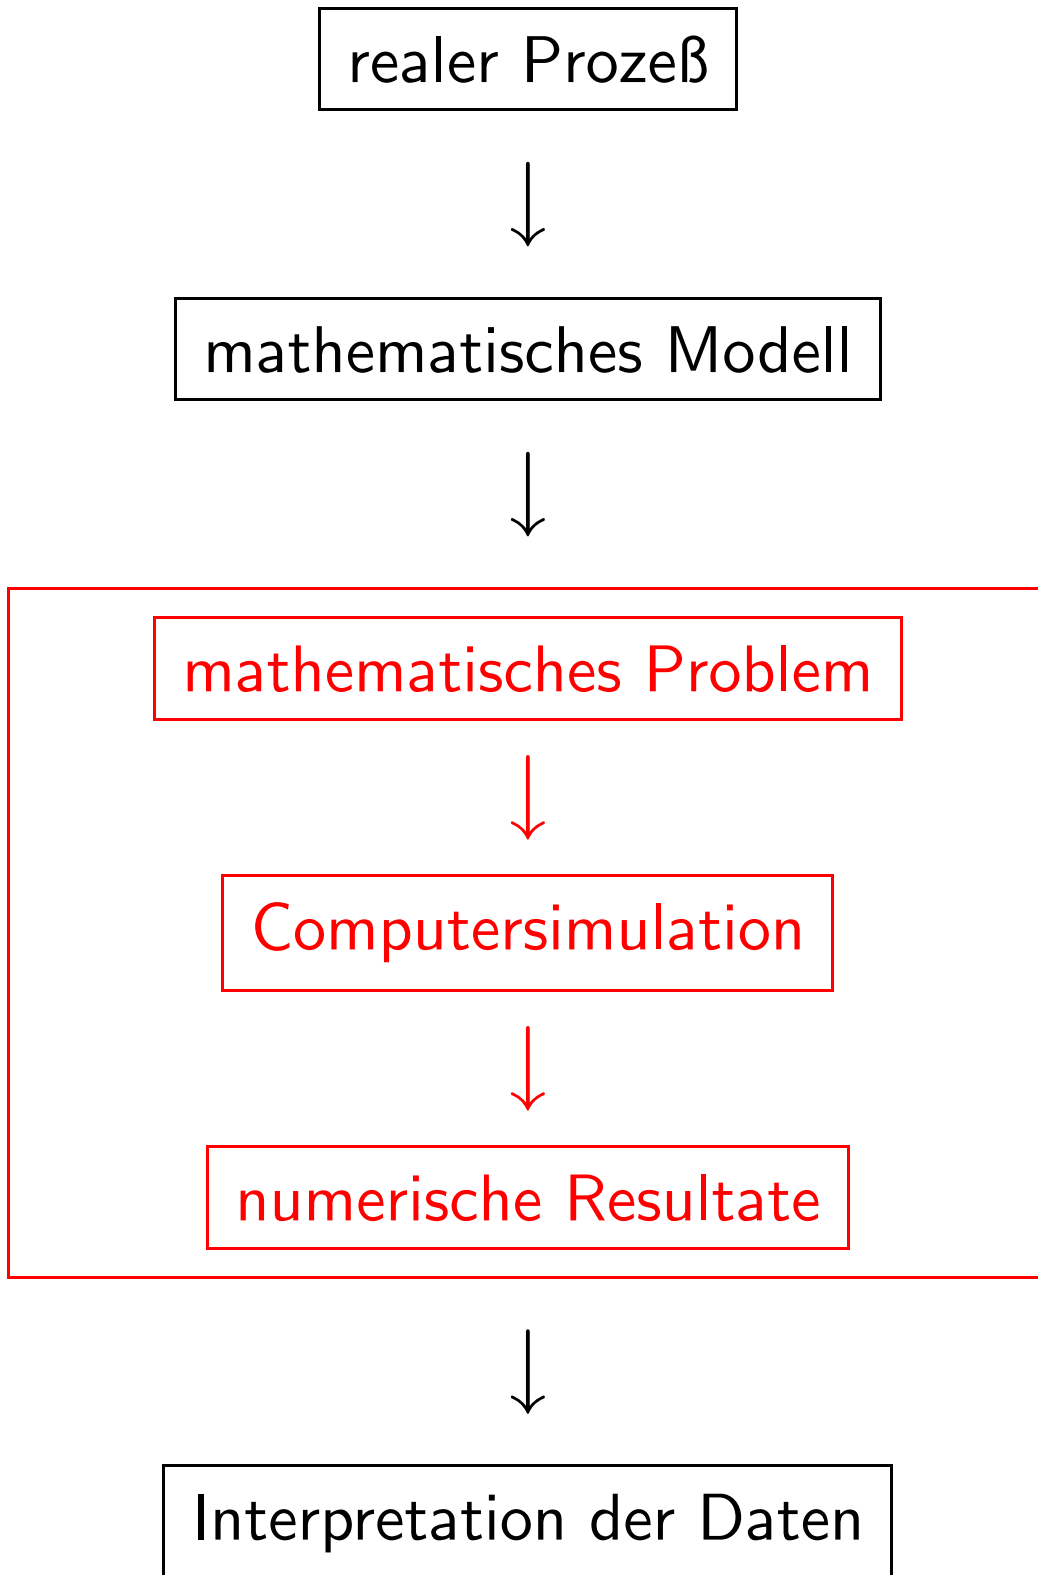 realer Prozeß
mathematisches Modell
mathematisches Problem
Computersimulation
numerische Resultate
Interpretation der Daten